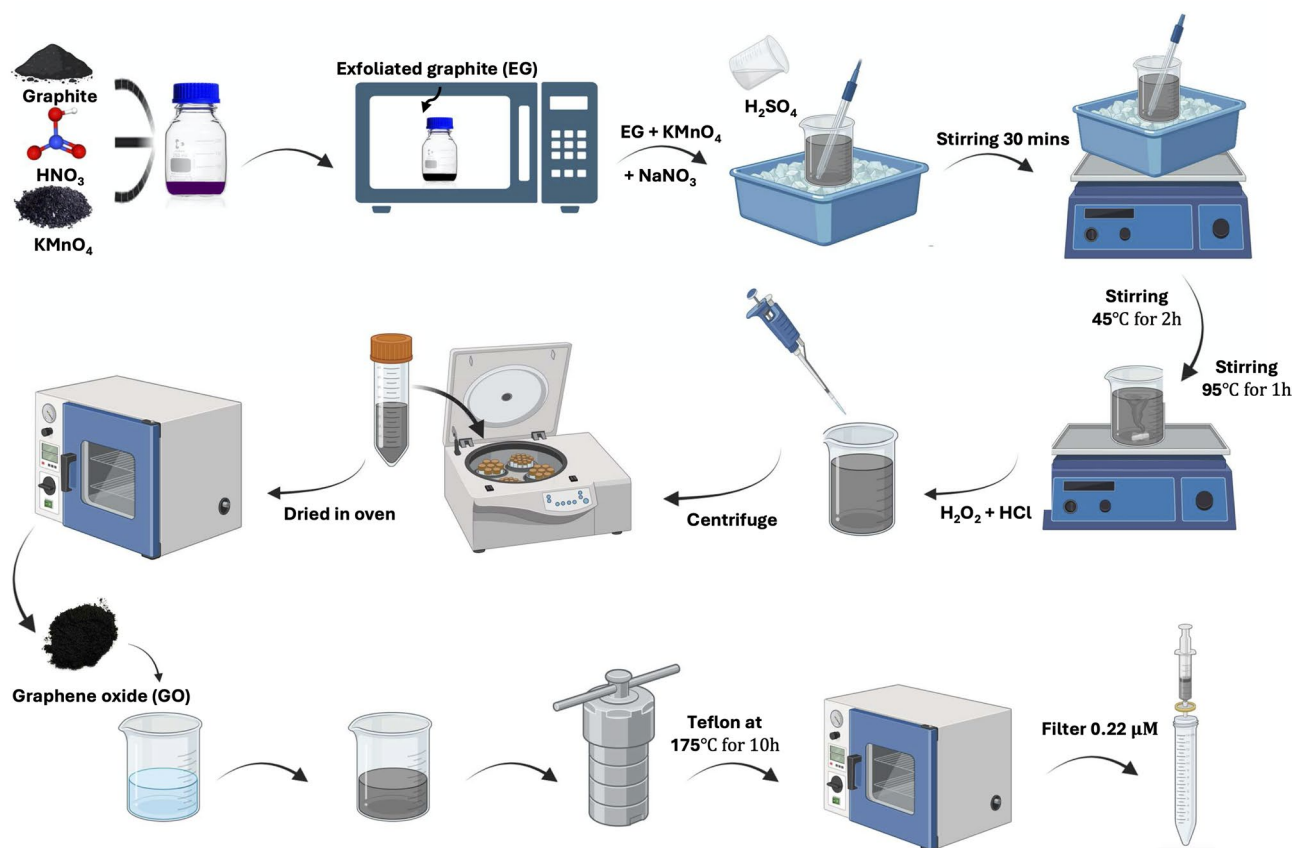 Graphite
HNO₃
KMnO₄
Exfoliated graphite (EG)
EG + KMnO₄
+ NaNO₃
H₂SO₄
Stirring 30 mins
Stirring
45°C for 2h
Stirring
95°C for 1h
H₂O₂ + HCl
Centrifuge
Dried in oven
Graphene oxide (GO)
Teflon at
175°C for 10h
Filter 0.22 µM